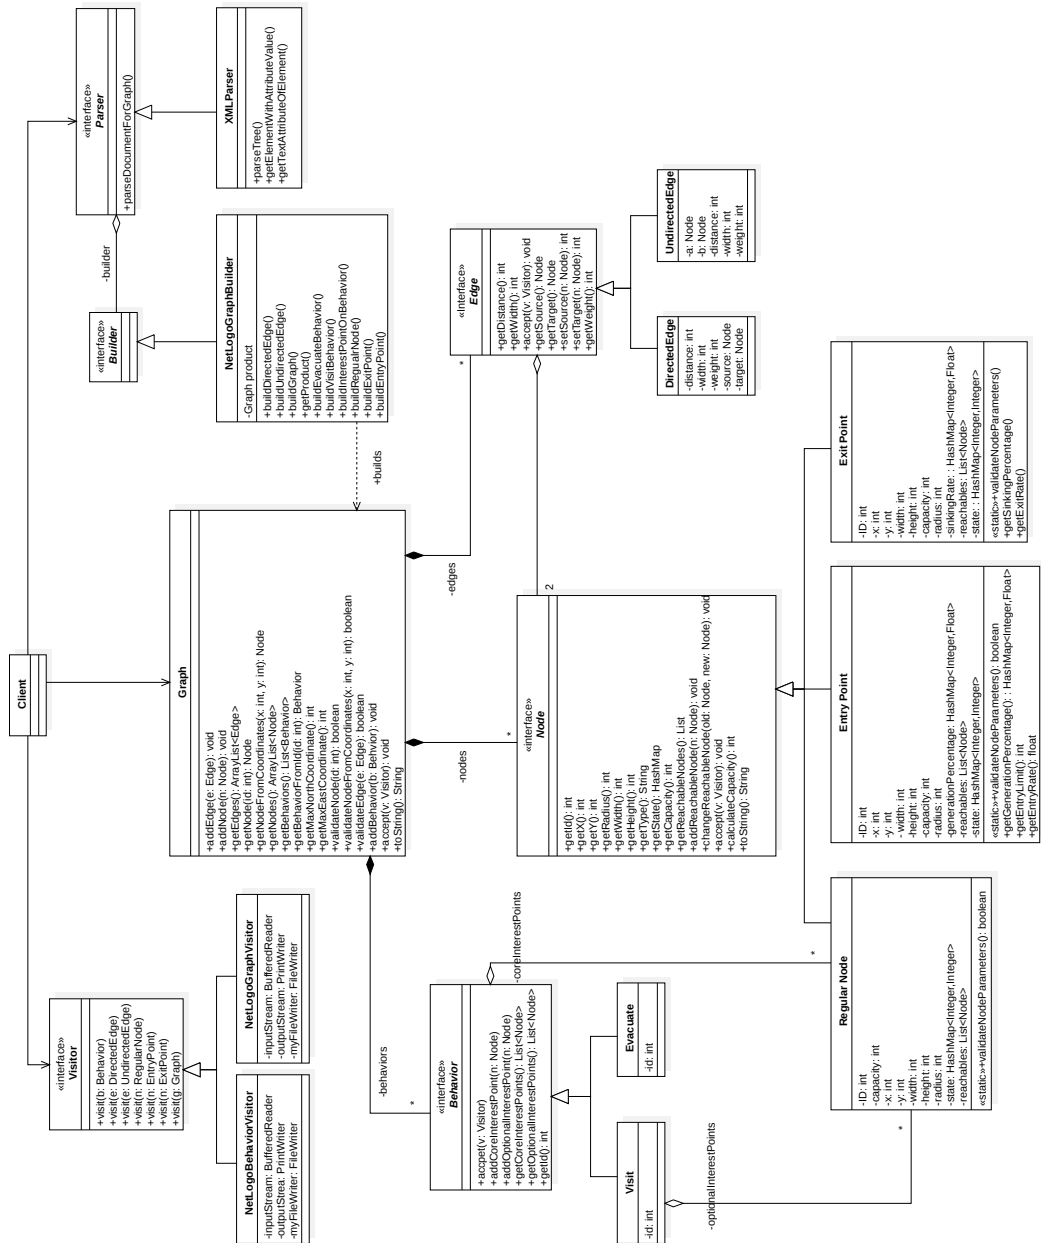 Client
«interface»
Parser
+parseDocumentForGraph()
XMLParser
+parseTree()
+getElementWithAttributeValue()
+getTextAttributeOfElement()
-builder
«interface»
Builder
NetLogoGraphBuilder
-Graph product
+buildDirectedEdge()
+buildUndirectedEdge()
+buildGraph()
+getProduct()
+buildEvacuateBehavior()
+buildVisitBehavior()
+buildInterestPointOnBehavior()
+buildRegualrNode()
+buildExitPoint()
+buildEntryPoint()
+builds
Graph
+addEdge(e: Edge): void
+addNode(n: Node): void
+getEdges(): ArrayList<Edge>
+getNode(id: int): Node
+getNodeFromCoordinates(x: int, y: int): Node
+getNodes(): ArrayList<Node>
+getBehaviors(): List<Behavior>
+getBehaviorFromId(id: int): Behavior
+getMaxNorthCoordinate(): int
+getMaxEastCoordinate(): int
+validateNode(id: int): boolean
+validateNodeFromCoordinates(x: int, y: int): boolean
+validateEdge(e: Edge): boolean
+addBehavior(b: Behvior): void
+accept(v: Visitor): void
+toString(): String
«interface»
Visitor
+visit(b: Behavior)
+visit(e: DirectedEdge)
+visit(e: UndirectedEdge)
+visit(n: RegularNode)
+visit(n: EntryPoint)
+visit(n: ExitPoint)
+visit(g: Graph)
NetLogoGraphVisitor
-inputStream: BufferedReader
-outputStream: PrintWriter
-myFileWriter: FileWriter
NetLogoBehaviorVisitor
-inputStream: BufferedReader
-outputStrea: PrintWriter
-myFileWriter: FileWriter
-edges
*
«Interface»
Edge
+getDistance(): int
+getWidth(): int
+accept(v: Visitor): void
+getSource(): Node
+getTarget(): Node
+setSource(n: Node): int
+setTarget(n: Node): int
+getWeight(): int
UndirectedEdge
-a: Node
-b: Node
-distance: int
-width: int
-weight: int
DirectedEdge
-distance: int
-width: int
-weight: int
-source: Node
-target: Node
2
-nodes
*
«interface»
Node
+getId(): int
+getX(): int
+getY(): int
+getRadius(): int
+getWidth(): int
+getHeight(): int
+getType(): String
+getState(): HashMap
+getCapacity(): int
+getReachableNodes(): List
+addReachableNode(n: Node): void
+changeReachableNode(old: Node, new: Node): void
+accept(v: Visitor): void
+calculateCapacity(): int
+toString(): String
-behaviors
*
«interface»
Behavior
+accpet(v: Visitor)
+addCoreInterestPoint(n: Node)
+addOptionalInterestPoint(n: Node)
+getCoreInterestPoints(): List<Node>
+getOptionalInterestPoints(): List<Node>
+getId(): int
-coreInterestPoints
*
Evacuate
-id: int
Visit
-id: int
-optionalInterestPoints
*
Exit Point
-ID: int
-x: int
-y: int
-width: int
-height: int
-capacity: int
-radius: int
-sinkingRate: : HashMap<Integer,Float>
-reachables: List<Node>
-state: : HashMap<Integer,Integer>
«static»+validateNodeParameters()
+getSinkingPercentage()
+getExitRate()
Entry Point
-ID: int
-x: int
-y: int
-width: int
-height: int
-capacity: int
-radius: int
-generationPercentage: HashMap<Integer,Float>
-reachables: List<Node>
-state: HashMap<Integer,Integer>
«static»+validateNodeParameters(): boolean
+getGenerationPercentage(): : HashMap<Integer,Float>
+getEntryLimit(): int
+getEntryRate(): float
Regular Node
-ID: int
-capacity: int
-x: int
-y: int
-width: int
-height: int
-radius: int
-state: HashMap<Integer,Integer>
-reachables: List<Node>
«static»+validateNodeParameters(): boolean